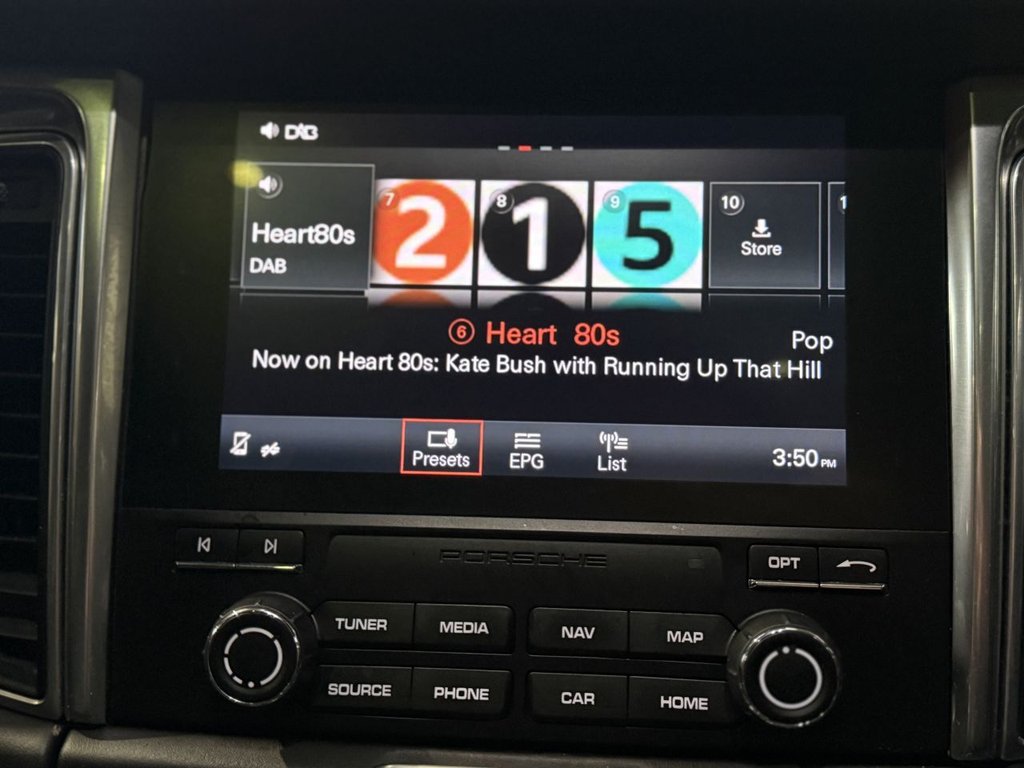 DAB
Heart80s
DAB
7
2
8
1
9
5
10
Store
6 Heart 80s
Pop
Now on Heart 80s: Kate Bush with Running Up That Hill
Presets
EPG
List
3:50 PM
PORSCHE
OPT
TUNER
MEDIA
NAV
MAP
SOURCE
PHONE
CAR
HOME